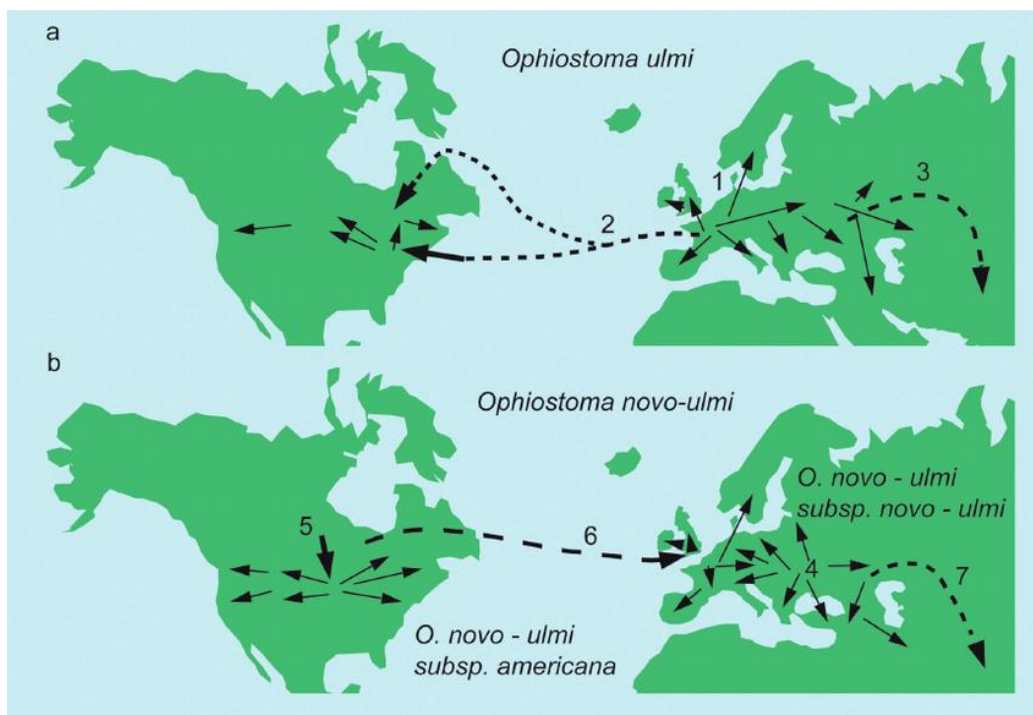 a
Ophiostoma ulmi
1
3
2
b
Ophiostoma novo-ulmi
O. novo - ulmi
subsp. novo - ulmi
5
6
4
7
O. novo - ulmi
subsp. americana